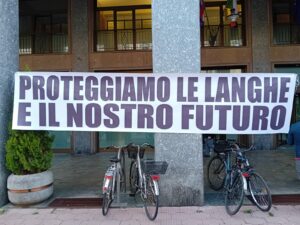 PROTEGGIAMO LE LANGHE
E IL NOSTRO FUTURO